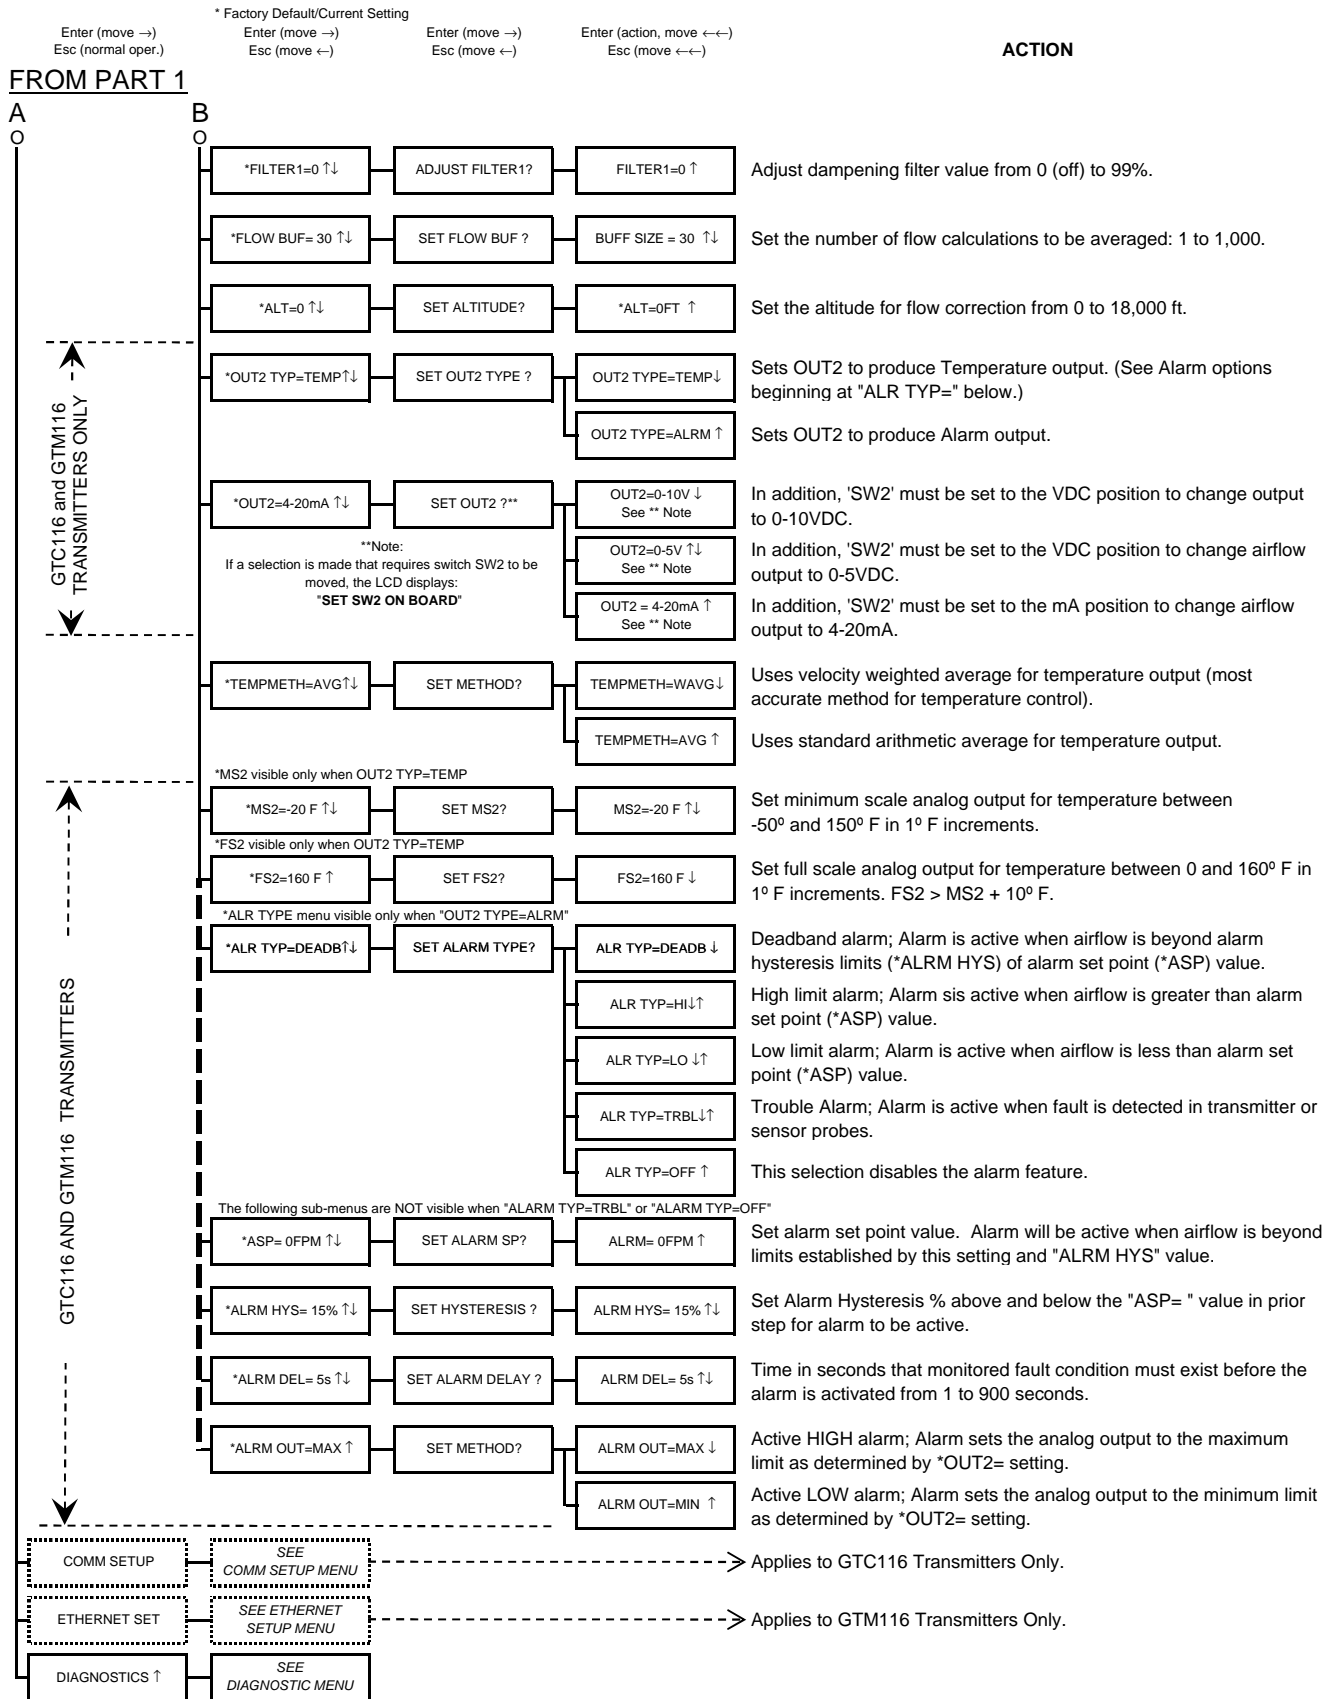 * Factory Default/Current Setting
Enter (move →)
Esc (normal oper.)
Enter (move →)
Esc (move ←)
Enter (move →)
Esc (move ←)
Enter (action, move ←←)
Esc (move ←←)
ACTION
FROM PART 1
A
B
O
O
*FILTER1=0 ↑↓
ADJUST FILTER1?
FILTER1=0 ↑
Adjust dampening filter value from 0 (off) to 99%.
*FLOW BUF= 30 ↑↓
SET FLOW BUF ?
BUFF SIZE = 30 ↑↓
Set the number of flow calculations to be averaged: 1 to 1,000.
*ALT=0 ↑↓
SET ALTITUDE?
*ALT=0FT ↑
Set the altitude for flow correction from 0 to 18,000 ft.
GTC116 and GTM116
TRANSMITTERS ONLY
*OUT2 TYP=TEMP↑↓
SET OUT2 TYPE ?
OUT2 TYPE=TEMP↓
Sets OUT2 to produce Temperature output. (See Alarm options
beginning at "ALR TYP=" below.)
OUT2 TYPE=ALRM ↑
Sets OUT2 to produce Alarm output.
*OUT2=4-20mA ↑↓
SET OUT2 ?**
OUT2=0-10V ↓
See ** Note
In addition, 'SW2' must be set to the VDC position to change output
to 0-10VDC.
**Note:
If a selection is made that requires switch SW2 to be
moved, the LCD displays:
"SET SW2 ON BOARD"
OUT2=0-5V ↑↓
See ** Note
In addition, 'SW2' must be set to the VDC position to change airflow
output to 0-5VDC.
OUT2 = 4-20mA ↑
See ** Note
In addition, 'SW2' must be set to the mA position to change airflow
output to 4-20mA.
*TEMPMETH=AVG↑↓
SET METHOD?
TEMPMETH=WAVG↓
Uses velocity weighted average for temperature output (most
accurate method for temperature control).
TEMPMETH=AVG ↑
Uses standard arithmetic average for temperature output.
*MS2 visible only when OUT2 TYP=TEMP
*MS2=-20 F ↑↓
SET MS2?
MS2=-20 F ↑↓
Set minimum scale analog output for temperature between
-50º and 150º F in 1º F increments.
*FS2 visible only when OUT2 TYP=TEMP
*FS2=160 F ↑
SET FS2?
FS2=160 F ↓
Set full scale analog output for temperature between 0 and 160º F in
1º F increments. FS2 > MS2 + 10º F.
GTC116 AND GTM116 TRANSMITTERS
*ALR TYPE menu visible only when "OUT2 TYPE=ALRM"
*ALR TYP=DEADB↑↓
SET ALARM TYPE?
ALR TYP=DEADB ↓
Deadband alarm; Alarm is active when airflow is beyond alarm
hysteresis limits (*ALRM HYS) of alarm set point (*ASP) value.
ALR TYP=HI↓↑
High limit alarm; Alarm sis active when airflow is greater than alarm
set point (*ASP) value.
ALR TYP=LO ↓↑
Low limit alarm; Alarm is active when airflow is less than alarm set
point (*ASP) value.
ALR TYP=TRBL↓↑
Trouble Alarm; Alarm is active when fault is detected in transmitter or
sensor probes.
ALR TYP=OFF ↑
This selection disables the alarm feature.
The following sub-menus are NOT visible when "ALARM TYP=TRBL" or "ALARM TYP=OFF"
*ASP= 0FPM ↑↓
SET ALARM SP?
ALRM= 0FPM ↑
Set alarm set point value. Alarm will be active when airflow is beyond
limits established by this setting and "ALRM HYS" value.
*ALRM HYS= 15% ↑↓
SET HYSTERESIS ?
ALRM HYS= 15% ↑↓
Set Alarm Hysteresis % above and below the "ASP= " value in prior
step for alarm to be active.
*ALRM DEL= 5s ↑↓
SET ALARM DELAY ?
ALRM DEL= 5s ↑↓
Time in seconds that monitored fault condition must exist before the
alarm is activated from 1 to 900 seconds.
*ALRM OUT=MAX ↑
SET METHOD?
ALRM OUT=MAX ↓
Active HIGH alarm; Alarm sets the analog output to the maximum
limit as determined by *OUT2= setting.
ALRM OUT=MIN ↑
Active LOW alarm; Alarm sets the analog output to the minimum limit
as determined by *OUT2= setting.
COMM SETUP
SEE
COMM SETUP MENU
Applies to GTC116 Transmitters Only.
ETHERNET SET
SEE ETHERNET
SETUP MENU
Applies to GTM116 Transmitters Only.
DIAGNOSTICS ↑
SEE
DIAGNOSTIC MENU